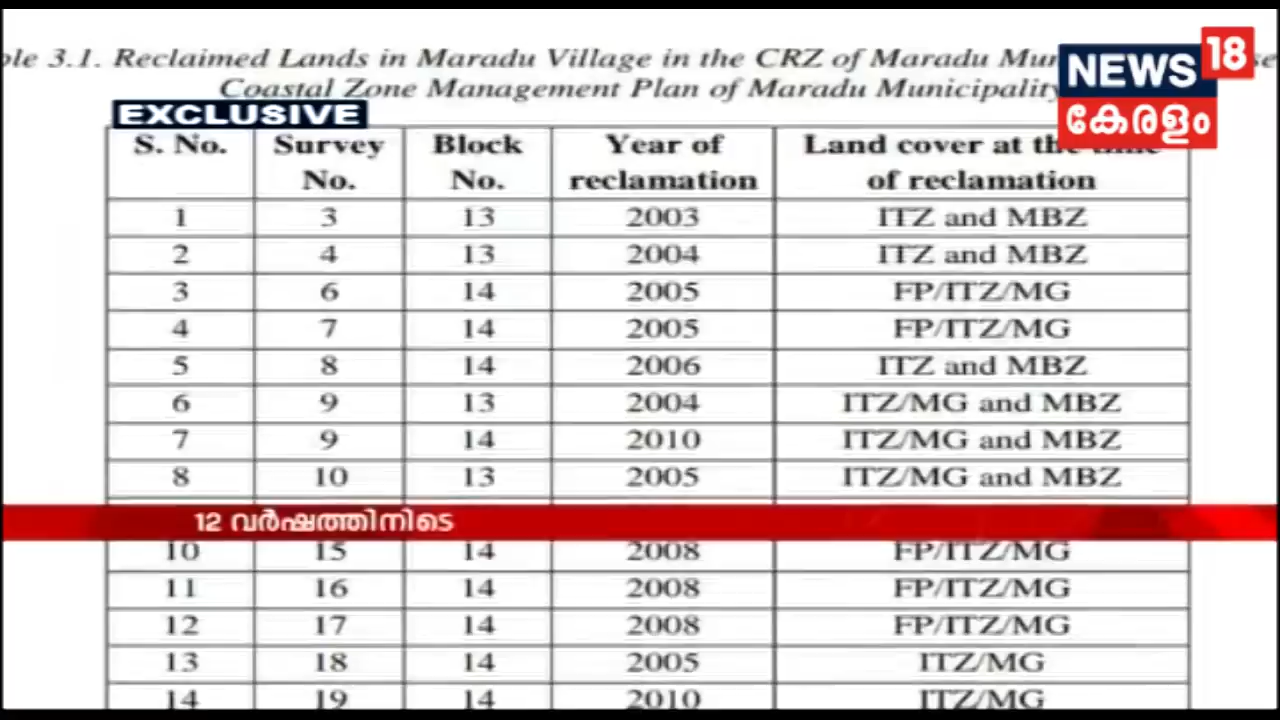 ole 3.1. Reclaimed Lands in Maradu Village in the CRZ of Maradu Mun
Coastal Zone Management Plan of Maradu Municipality
NEWS 18
കേരളം
EXCLUSIVE
S. No. Survey No. Block No. Year of reclamation Land cover at the time of reclamation
1 3 13 2003 ITZ and MBZ
2 4 13 2004 ITZ and MBZ
3 6 14 2005 FP/ITZ/MG
4 7 14 2005 FP/ITZ/MG
5 8 14 2006 ITZ and MBZ
6 9 13 2004 ITZ/MG and MBZ
7 9 14 2010 ITZ/MG and MBZ
8 10 13 2005 ITZ/MG and MBZ
12 വർഷത്തിനിടെ
10 15 14 2008 FP/ITZ/MG
11 16 14 2008 FP/ITZ/MG
12 17 14 2008 FP/ITZ/MG
13 18 14 2005 ITZ/MG
14 19 14 2010 ITZ/MG